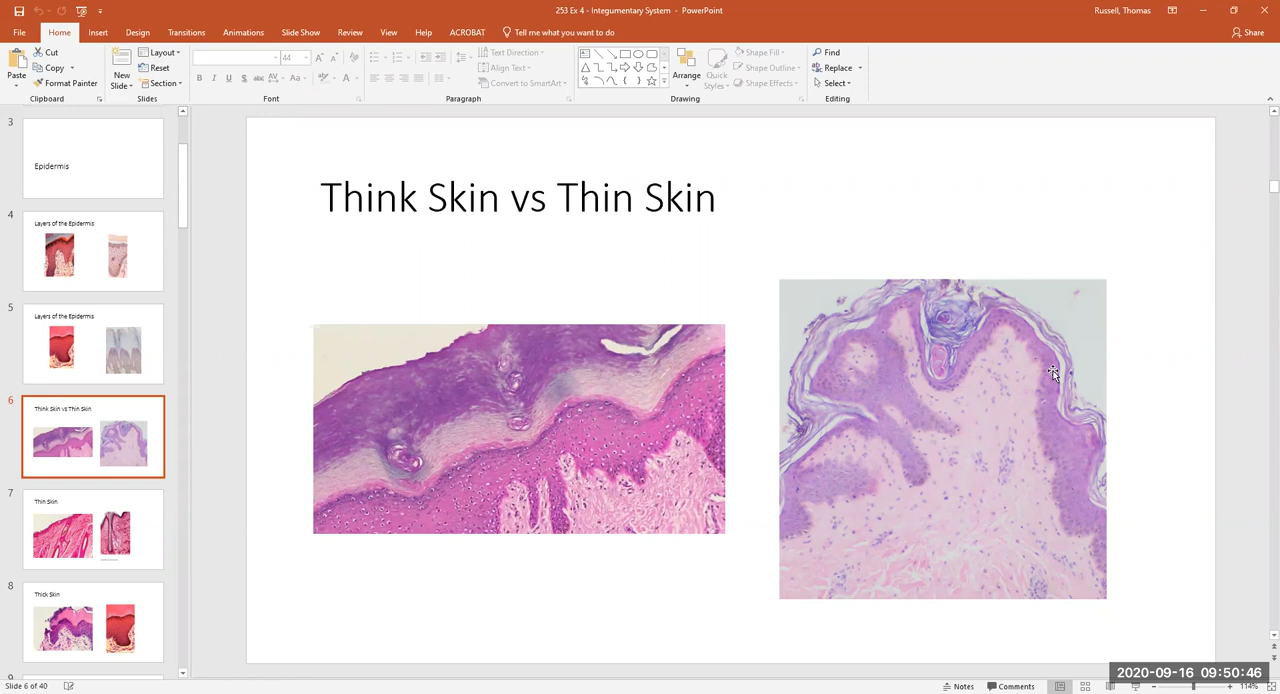 253 Ex 4 - Integumentary System - PowerPoint
Russell, Thomas
File Home Insert Design Transitions Animations Slide Show Review View Help ACROBAT Tell me what you want to do Share
Paste
Cut
Copy
Format Painter
Clipboard
New Slide
Layout
Reset
Section
Slides
44
B I U S abc AV Aa A
Font
Text Direction
Align Text
Convert to SmartArt
Paragraph
Arrange
Quick Styles
Shape Fill
Shape Outline
Shape Effects
Drawing
Find
Replace
Select
Editing
3
Epidermis
4
Layers of the Epidermis
5
Layers of the Epidermis
6
Think Skin vs Thin Skin
7
Thin Skin
8
Thick Skin
Think Skin vs Thin Skin
2020-09-16 09:50:46
Slide 6 of 40
Notes
Comments
114%